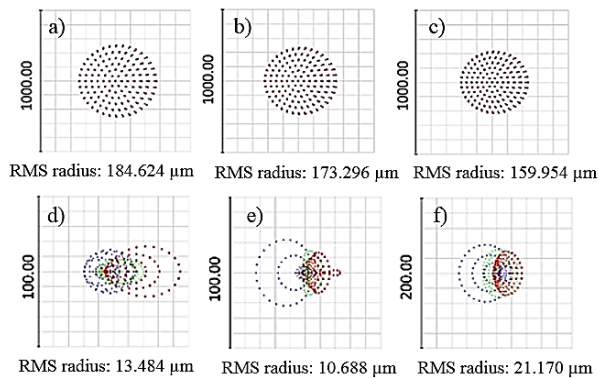 a)
b)
c)
1000.00
1000.00
1000.00
RMS radius: 184.624 µm
RMS radius: 173.296 µm
RMS radius: 159.954 µm
d)
e)
f)
100.00
100.00
200.00
RMS radius: 13.484 µm
RMS radius: 10.688 µm
RMS radius: 21.170 µm